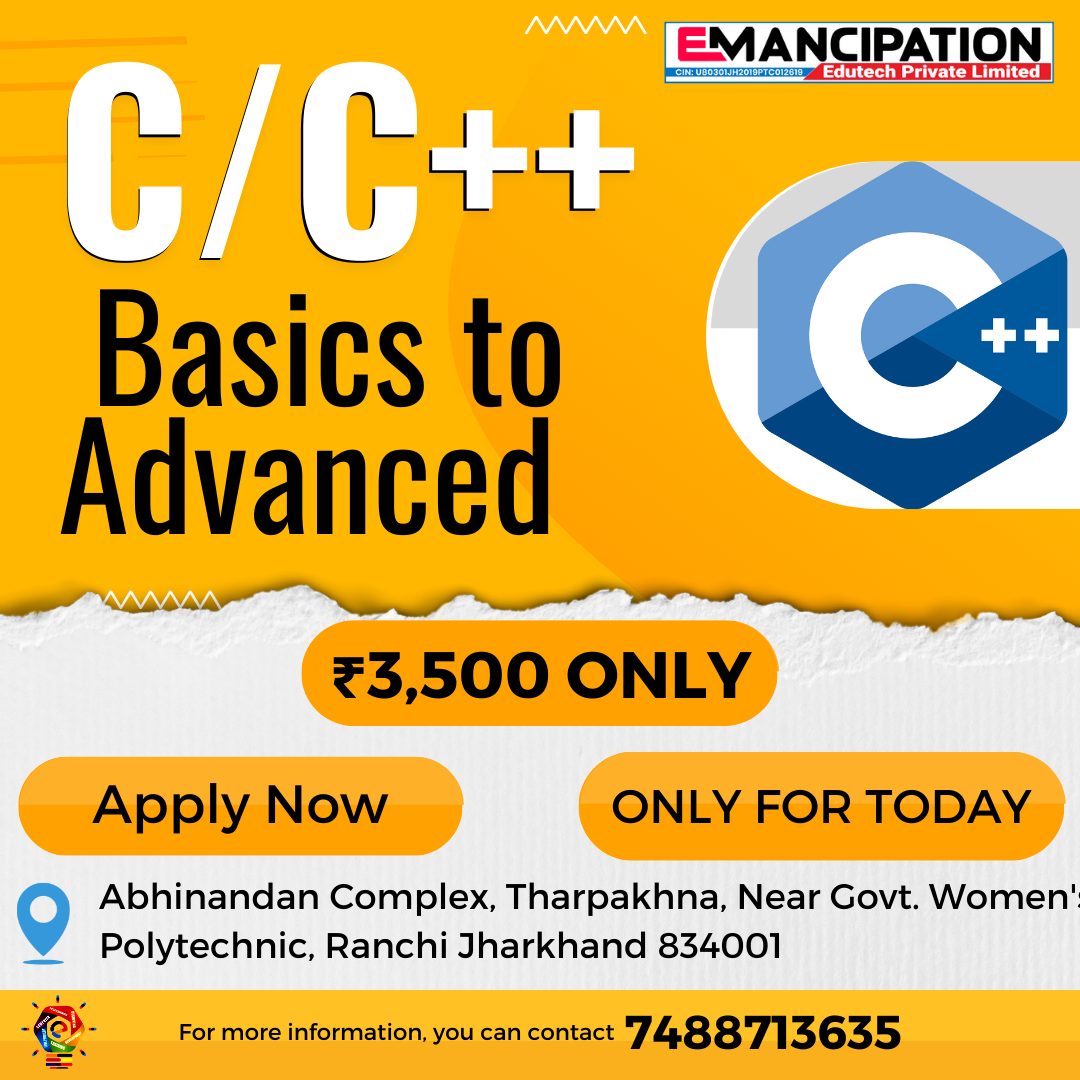 EMANCIPATION
CIN: U80301JH2019PTC012619 Edutech Private Limited
C/C++
Basics to
Advanced
C++
₹3,500 ONLY
Apply Now
ONLY FOR TODAY
Abhinandan Complex, Tharpakhna, Near Govt. Women's
Polytechnic, Ranchi Jharkhand 834001
For more information, you can contact 7488713635